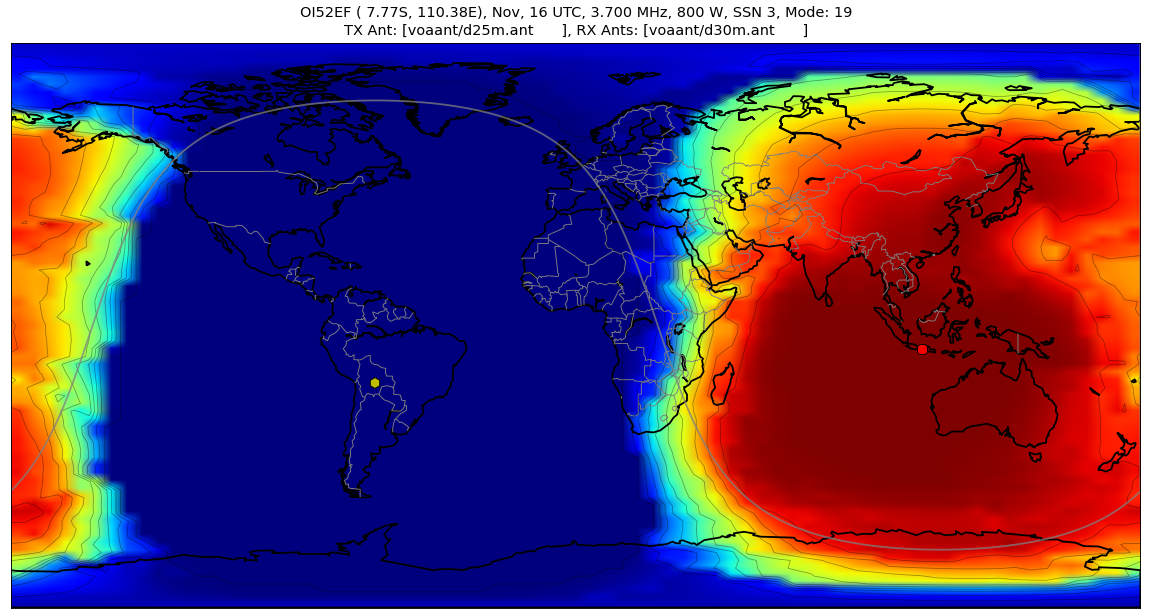 OI52EF ( 7.77S, 110.38E), Nov, 16 UTC, 3.700 MHz, 800 W, SSN 3, Mode: 19
TX Ant: [voaant/d25m.ant      ], RX Ants: [voaant/d30m.ant      ]